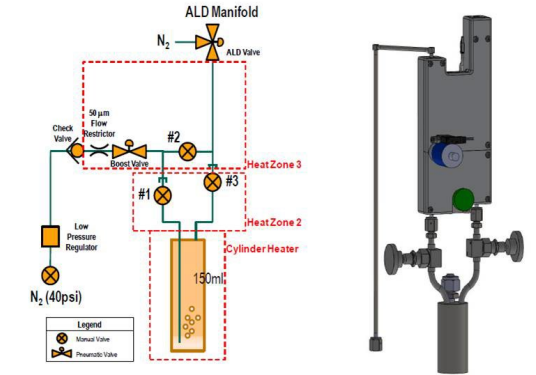 ALD Manifold
N2
ALD Valve
50 µm
Flow
Restrictor
Check
Valve
#2
Boost Valve
Heat Zone 3
#1
#3
Heat Zone 2
Low
Pressure
Regulator
Cylinder Heater
150ml
N2 (40psi)
Legend
Manual Valve
Pneumatic Valve